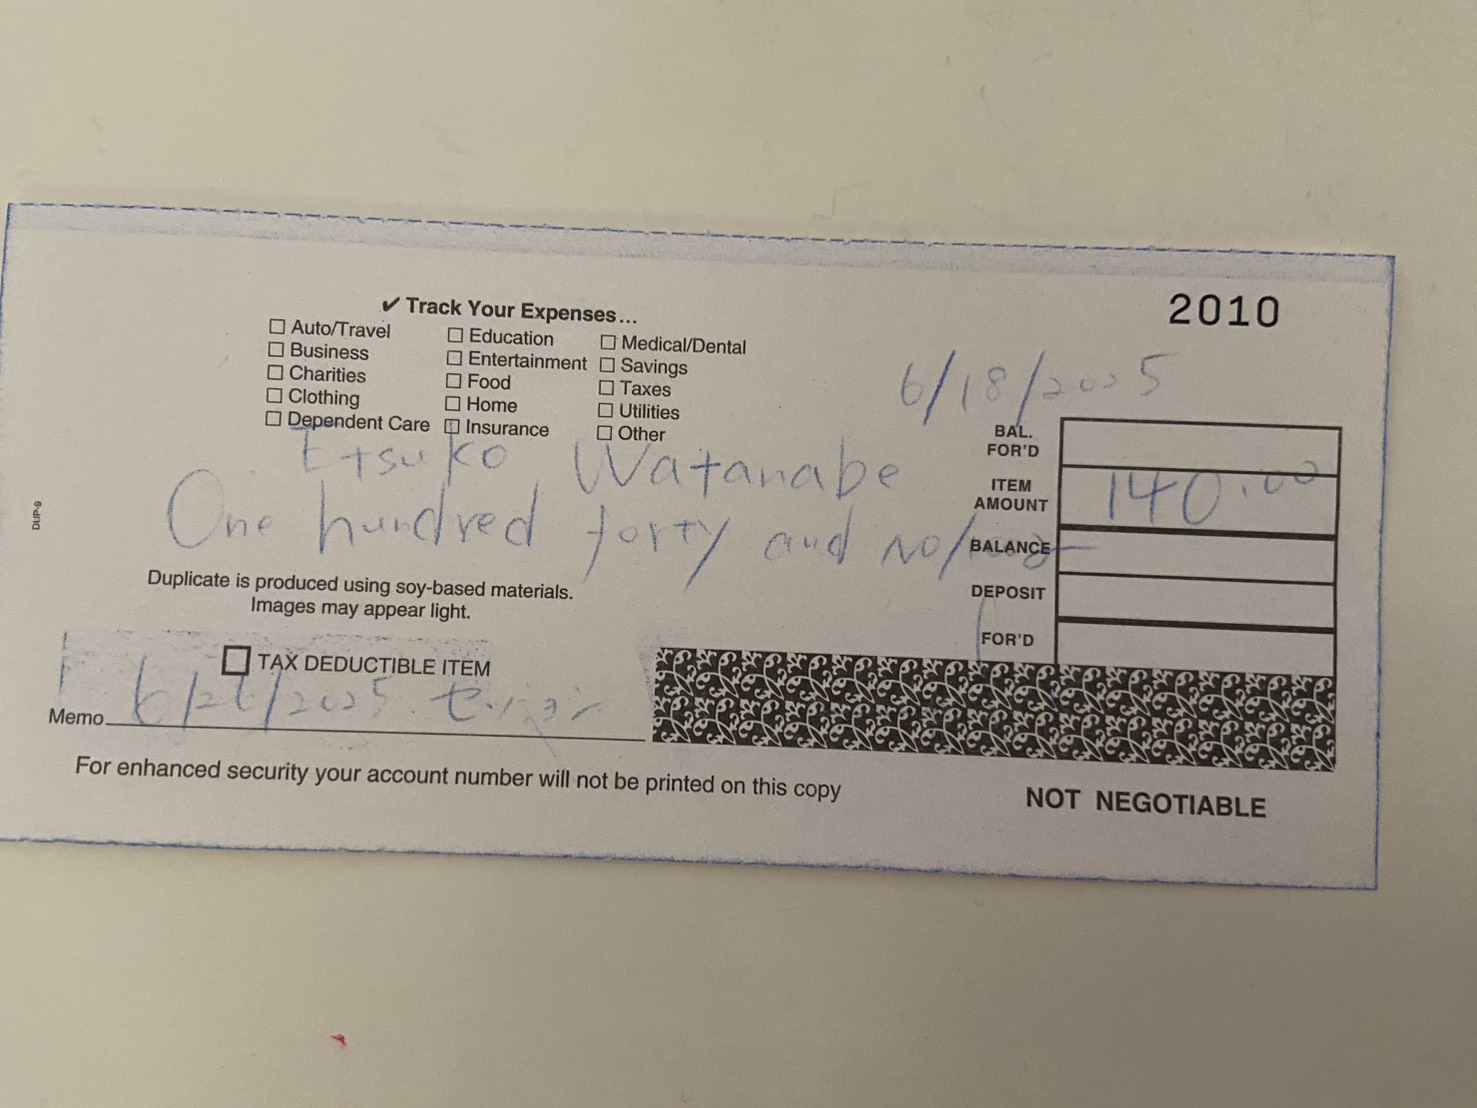 2010
✔ Track Your Expenses...
☐ Auto/Travel ☐ Education ☐ Medical/Dental
☐ Business ☐ Entertainment ☐ Savings
☐ Charities ☐ Food ☐ Taxes
☐ Clothing ☐ Home ☐ Utilities
☐ Dependent Care ☐ Insurance ☐ Other
6/18/2025
BAL. FOR'D
Etsuko Watanabe
ITEM AMOUNT 140.00
One hundred forty and no/
BALANCE
DEPOSIT
FOR'D
DUP-9
Duplicate is produced using soy-based materials.
Images may appear light.
☐ TAX DEDUCTIBLE ITEM
Memo
For enhanced security your account number will not be printed on this copy
NOT NEGOTIABLE